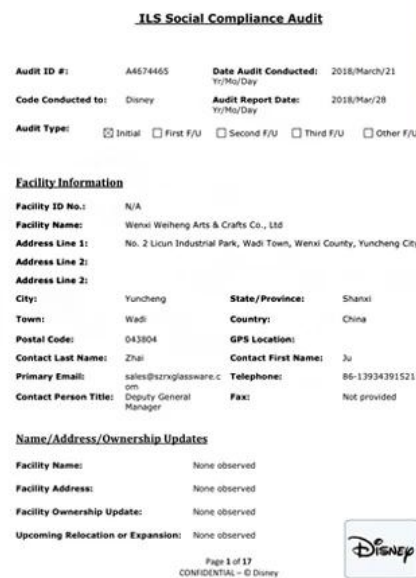 ILS Social Compliance Audit
Audit ID #: A4674465 Date Audit Conducted: 2018/March/21
Yr/Mo/Day
Code Conducted to: Disney Audit Report Date: 2018/Mar/28
Yr/Mo/Day
Audit Type: ☒ Initial ☐ First F/U ☐ Second F/U ☐ Third F/U ☐ Other F/U
Facility Information
Facility ID No.: N/A
Facility Name: Wenxi Weiheng Arts & Crafts Co., Ltd
Address Line 1: No. 2 Licun Industrial Park, Wadi Town, Wenxi County, Yuncheng City
Address Line 2:
Address Line 2:
City: Yuncheng State/Province: Shanxi
Town: Wadi Country: China
Postal Code: 043804 GPS Location:
Contact Last Name: Zhai Contact First Name: Ju
Primary Email: sales@szrxglassware.c Telephone: 86-13934391521
om
Contact Person Title: Deputy General Fax: Not provided
Manager
Name/Address/Ownership Updates
Facility Name: None observed
Facility Address: None observed
Facility Ownership Update: None observed
Upcoming Relocation or Expansion: None observed
Page 1 of 17
CONFIDENTIAL – © Disney
Disney